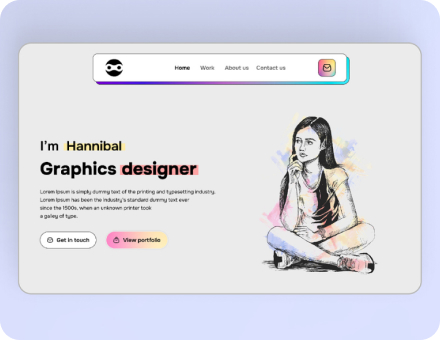 Home Work About us Contact us
I'm Hannibal
Graphics designer
Lorem Ipsum is simply dummy text of the printing and typesetting industry.
Lorem Ipsum has been the industry's standard dummy text ever
since the 1500s, when an unknown printer took
a galley of type.
Get in touch View portfolio